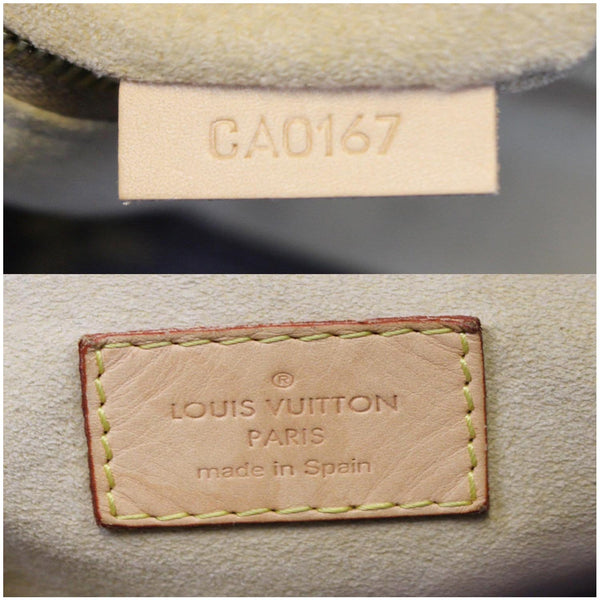 CA0167
®
LOUIS VUITTON
PARIS
made in Spain